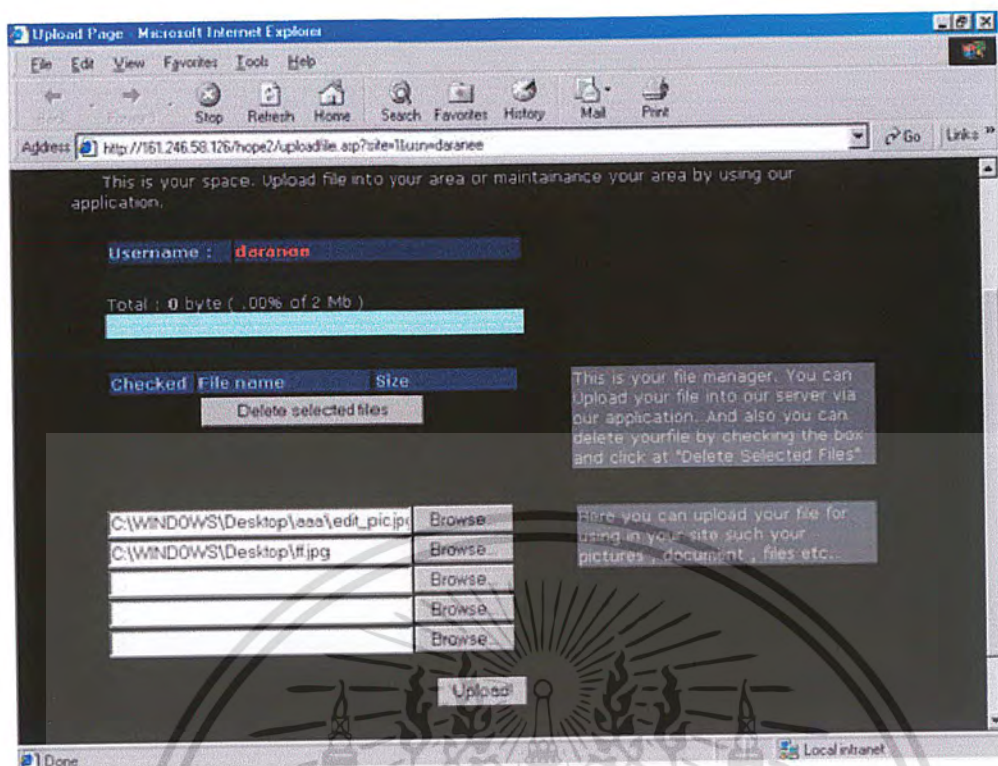 Upload Page - Microsoft Internet Explorer
File Edit View Favorites Tools Help
Back Forward Stop Refresh Home Search Favorites History Mail Print
Address http://161.246.58.126/hope2/uploadfile.asp?site=1&usn=daranee Go Links »
This is your space. Upload file into your area or maintainance your area by using our
application.
Username : daranee
Total : 0 byte ( .00% of 2 Mb )
Checked File name Size
Delete selected files
This is your file manager. You can
Upload your file into our server via
our application. And also you can
delete yourfile by checking the box
and click at "Delete Selected Files"
C:\WINDOWS\Desktop\aaa\edit_pic.jpg Browse...
C:\WINDOWS\Desktop\ff.jpg Browse...
Browse...
Browse...
Browse...
Here you can upload your file for
using in your site such your
pictures , document , files etc..
Upload!
Done Local intranet